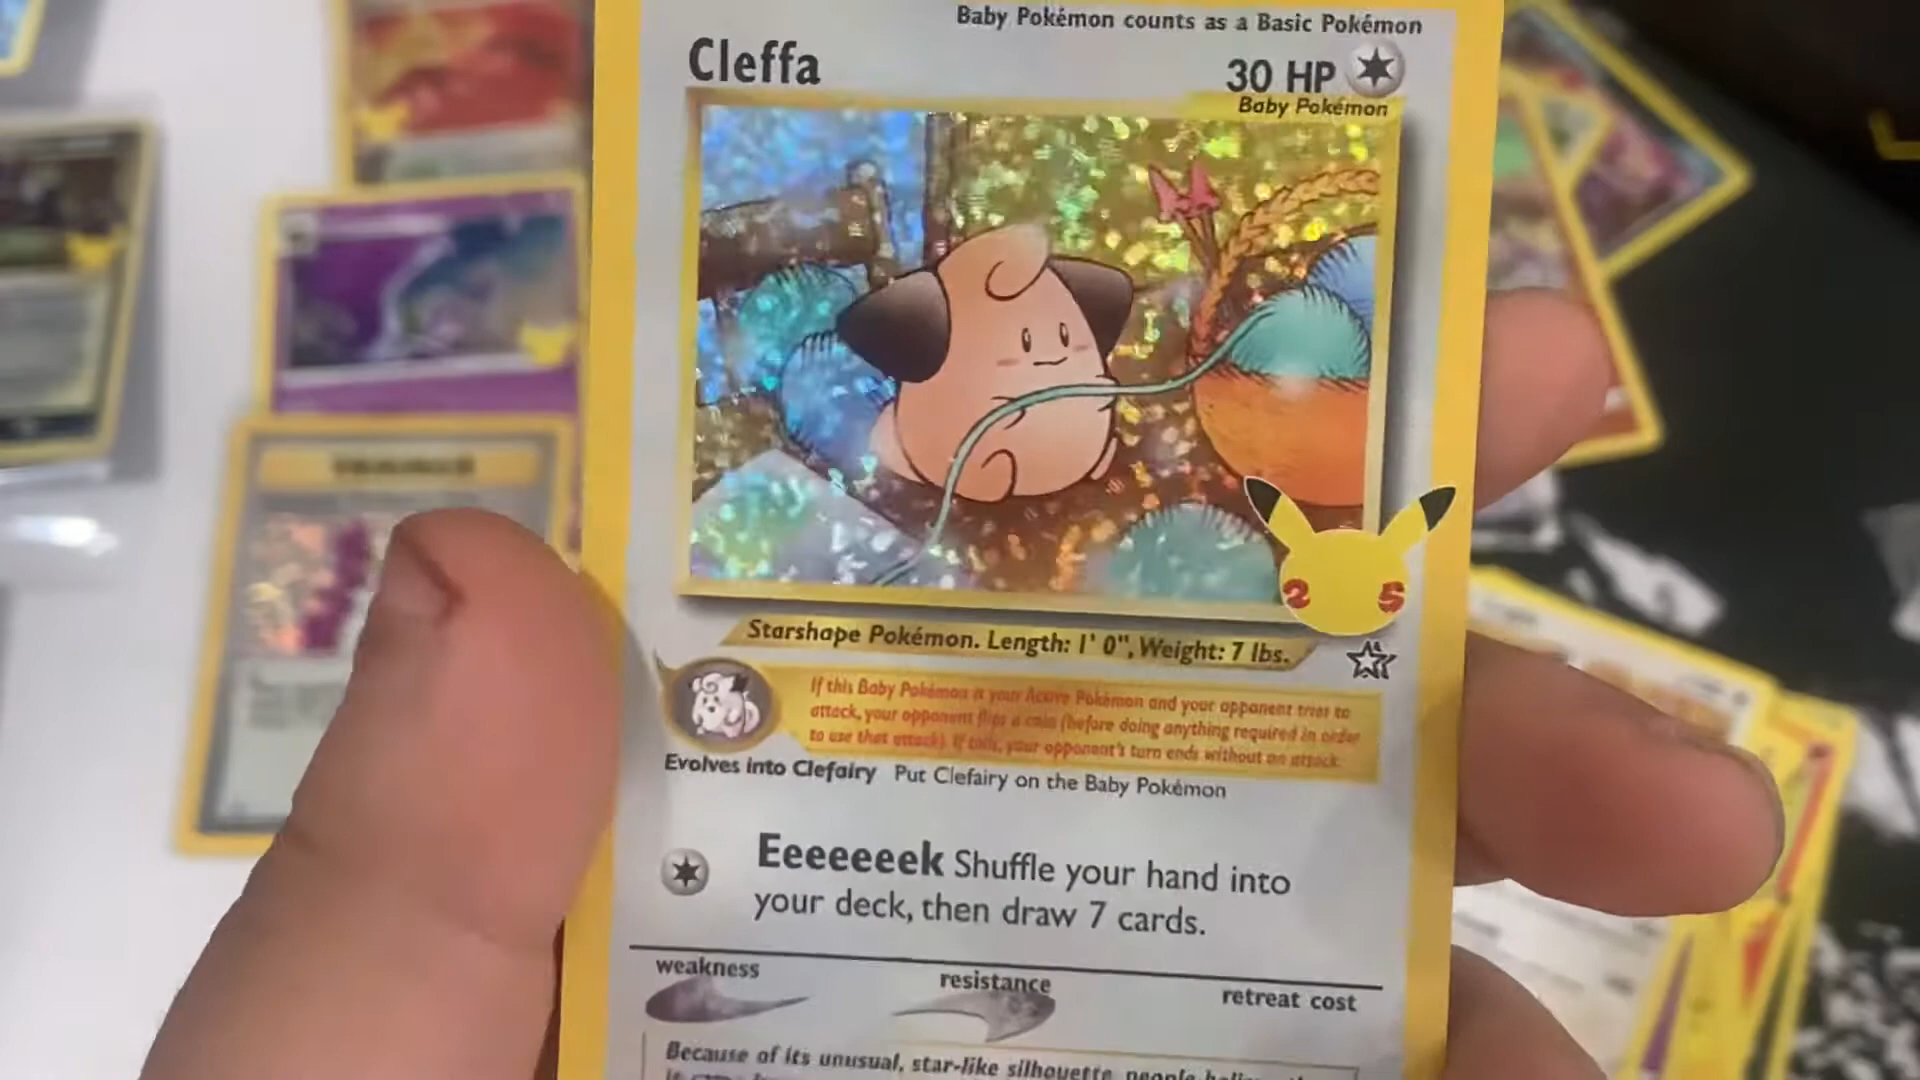 Baby Pokémon counts as a Basic Pokémon
Cleffa
30 HP
Baby Pokémon
2 5
Starshape Pokémon. Length: 1' 0", Weight: 7 lbs.
If this Baby Pokémon is your Active Pokémon and your opponent tries to
attack, your opponent flips a coin (before doing anything required in order
to use that attack). If tails, your opponent's turn ends without an attack.
Evolves into Clefairy Put Clefairy on the Baby Pokémon
Eeeeeeek Shuffle your hand into
your deck, then draw 7 cards.
weakness
resistance
retreat cost
Because of its unusual, star-like silhouette, people